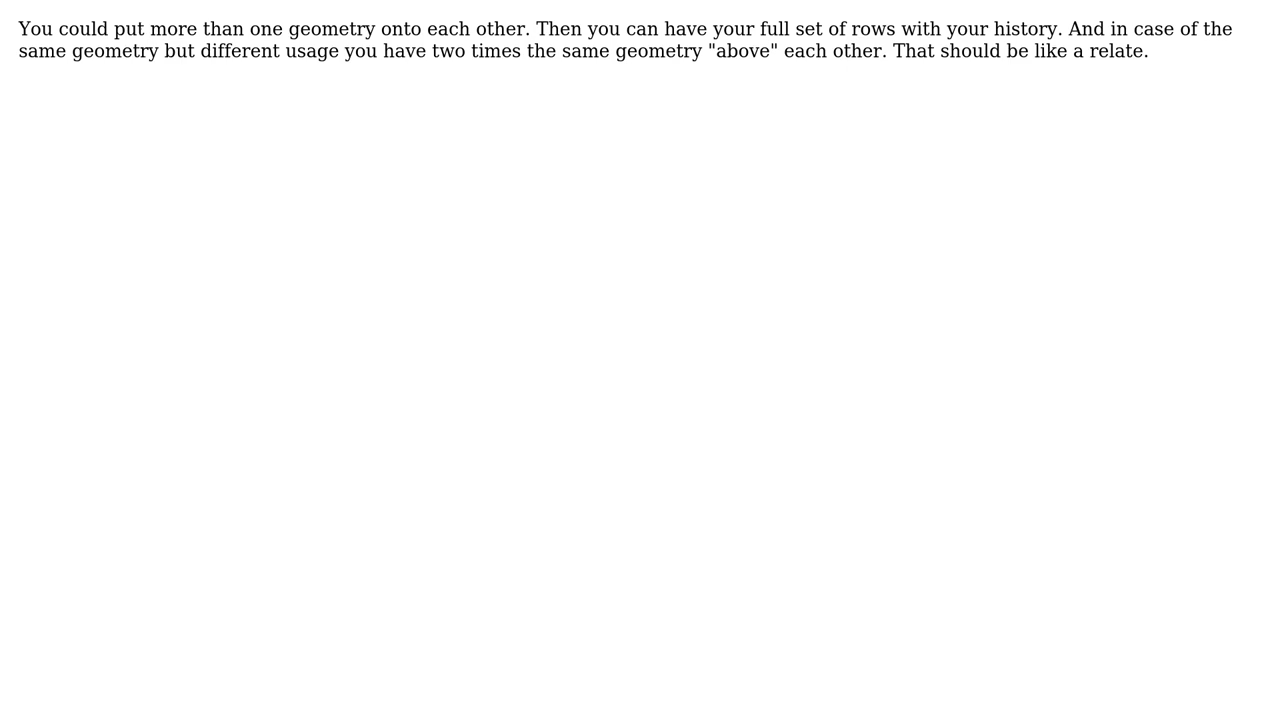 You could put more than one geometry onto each other. Then you can have your full set of rows with your history. And in case of the
same geometry but different usage you have two times the same geometry "above" each other. That should be like a relate.